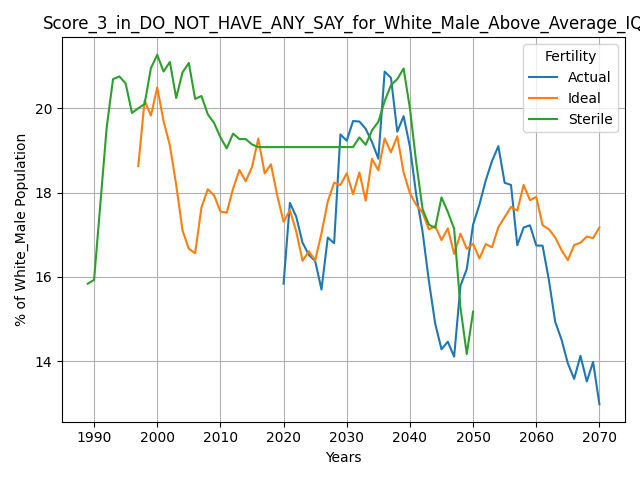 Score_3_in_DO_NOT_HAVE_ANY_SAY_for_White_Male_Above_Average_IQ
Fertility
Actual
Ideal
Sterile
% of White_Male Population
20
18
16
14
1990
2000
2010
2020
2030
2040
2050
2060
2070
Years